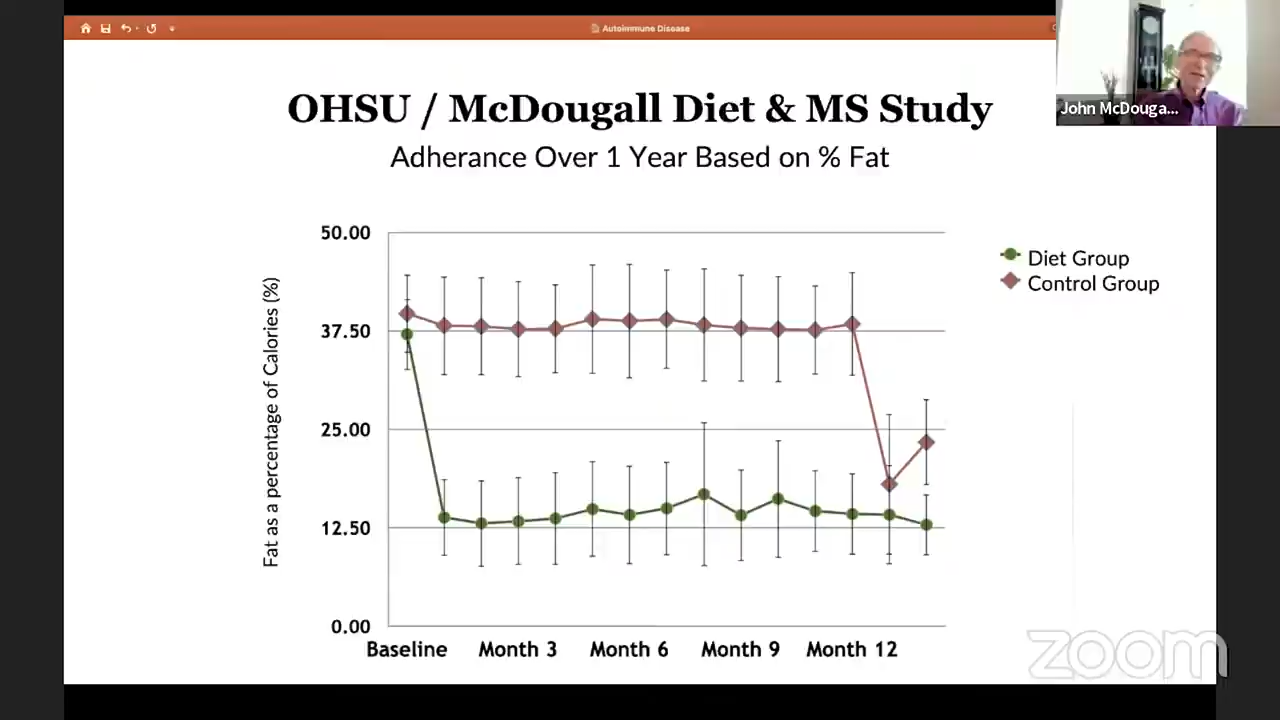 Autoimmune Disease
John McDouga...
OHSU / McDougall Diet & MS Study
Adherance Over 1 Year Based on % Fat
Fat as a percentage of Calories (%)
50.00
37.50
25.00
12.50
0.00
Baseline Month 3 Month 6 Month 9 Month 12
Diet Group
Control Group
zoom